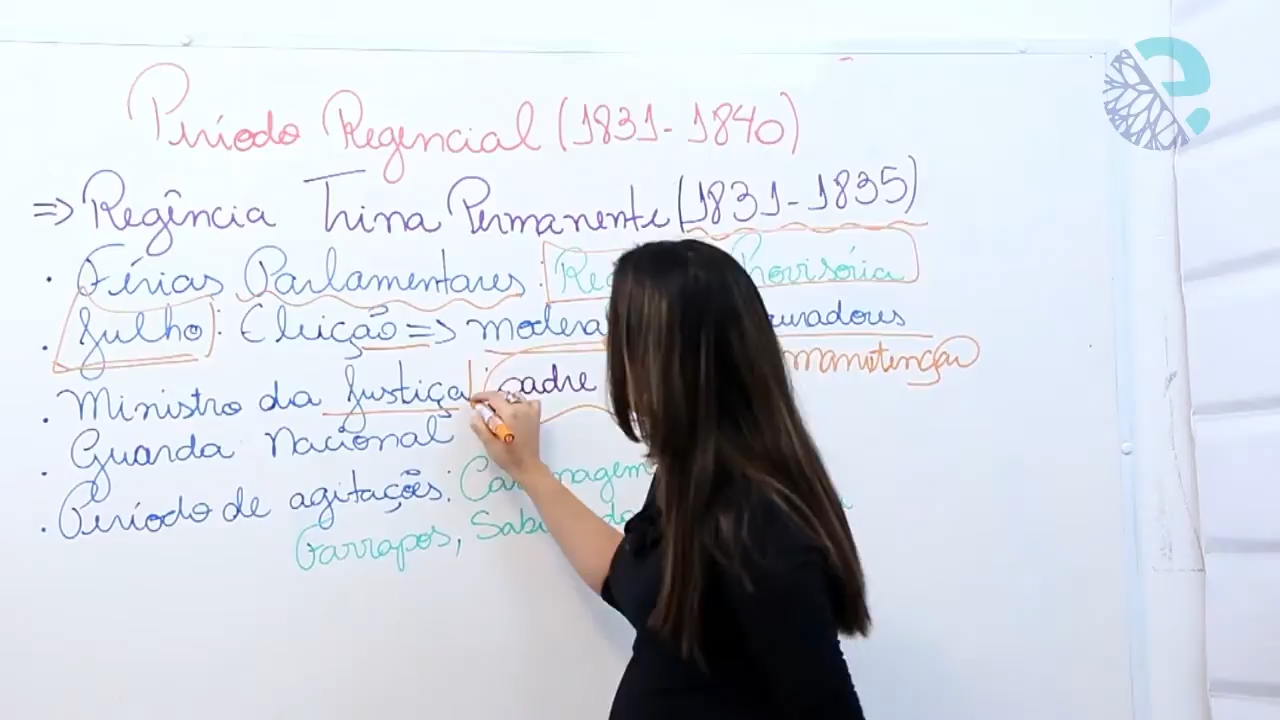 Período Regencial (1831-1840)
=> Regência Trina Permanente (1831-1835)
. Férias Parlamentares: Provisória
. Julho: Eleição =>
. Ministro da Justiça: padre manutenção
. Guarda Nacional
. Período de agitações:
Farrapos,